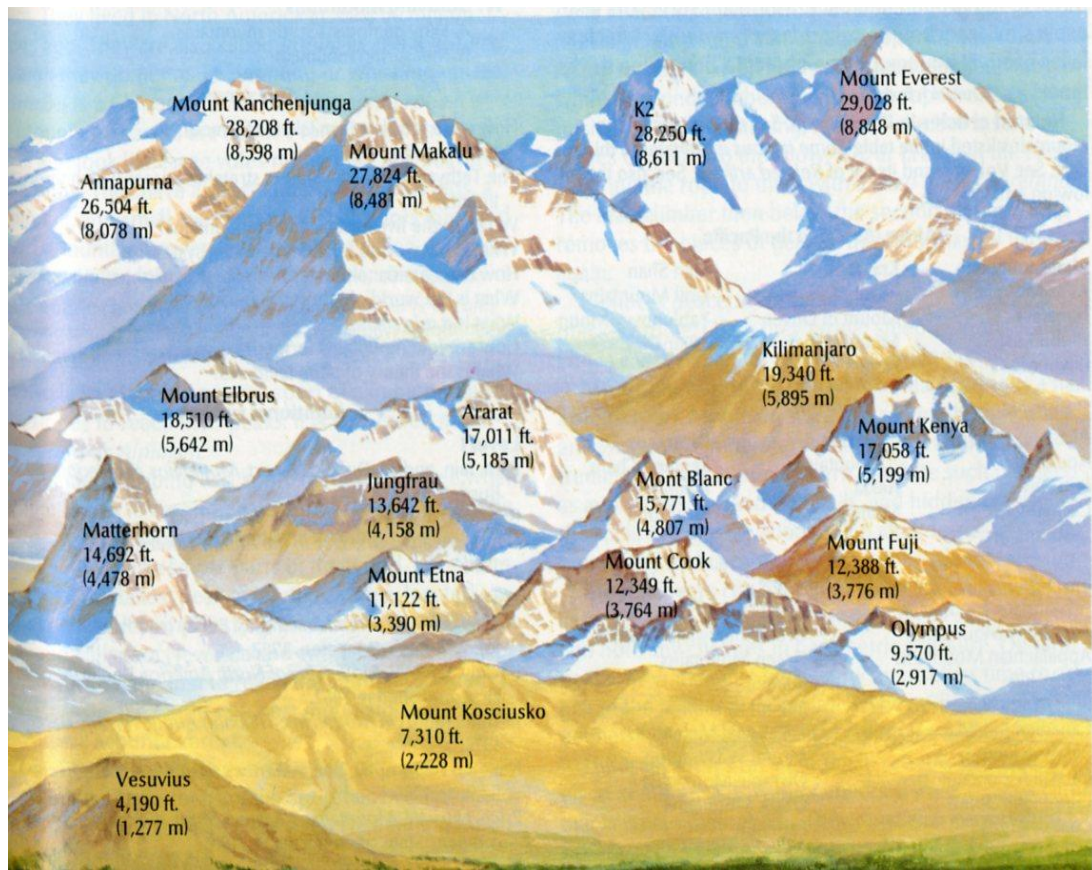 Mount Everest
29,028 ft.
(8,848 m)
K2
28,250 ft.
(8,611 m)
Mount Kanchenjunga
28,208 ft.
(8,598 m)
Mount Makalu
27,824 ft.
(8,481 m)
Annapurna
26,504 ft.
(8,078 m)
Kilimanjaro
19,340 ft.
(5,895 m)
Mount Elbrus
18,510 ft.
(5,642 m)
Ararat
17,011 ft.
(5,185 m)
Mount Kenya
17,058 ft.
(5,199 m)
Jungfrau
13,642 ft.
(4,158 m)
Mont Blanc
15,771 ft.
(4,807 m)
Matterhorn
14,692 ft.
(4,478 m)
Mount Fuji
12,388 ft.
(3,776 m)
Mount Cook
12,349 ft.
(3,764 m)
Mount Etna
11,122 ft.
(3,390 m)
Olympus
9,570 ft.
(2,917 m)
Mount Kosciusko
7,310 ft.
(2,228 m)
Vesuvius
4,190 ft.
(1,277 m)